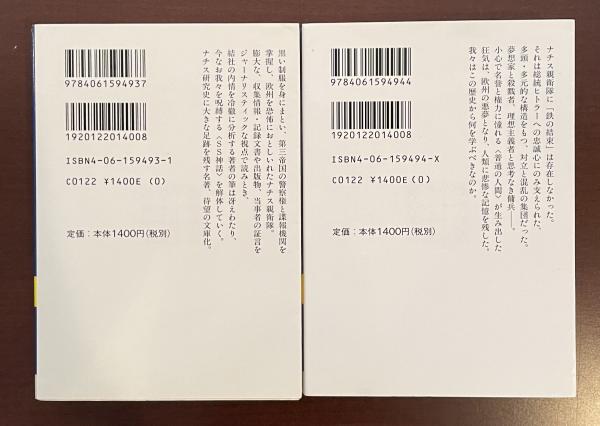 9784061594937
1920122014008
ISBN4-06-159493-1
C0122 ¥1400E (0)
定価：本体1400円(税別)
黒い制服を身にまとい、第三帝国の警察権と諜報機関を
掌握し、欧州を恐怖におとしいれたナチス親衛隊。
膨大な、収集情報・記録文書や出版物、当事者の証言を
ジャーナリスティックな視点で読みとき、
結社の内情を冷徹に分析する著者の筆は冴えわたり、
今なお我々を呪縛する〈ＳＳ神話〉を解体していく。
ナチス研究史に大きな足跡を残す名著、待望の文庫化。
9784061594944
1920122014008
ISBN4-06-159494-X
C0122 ¥1400E (0)
定価：本体1400円(税別)
ナチス親衛隊に「鉄の結束」は存在しなかった。
それは総統ヒトラーへの忠誠心にのみ支えられた、
多頭・多元的な構造をもつ、対立と混乱の集団だった。
夢想家と殺戮者、理想主義者と思考なき傭兵――。
小心で名誉と権力に憧れる〈普通の人間〉が生み出した
狂気は、欧州の悪夢となり、人類に悲惨な記憶を残した。
我々はこの歴史から何を学ぶべきなのか。